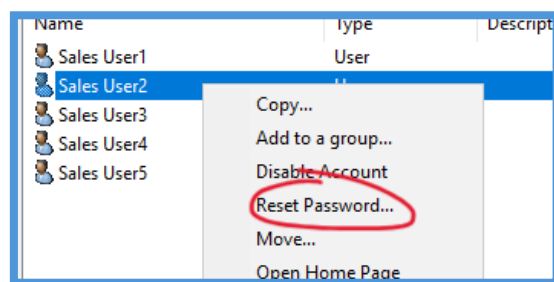 Name Type Descript
Sales User1 User
Sales User2
Sales User3
Sales User4
Sales User5
Copy...
Add to a group...
Disable Account
Reset Password...
Move...
Open Home Page